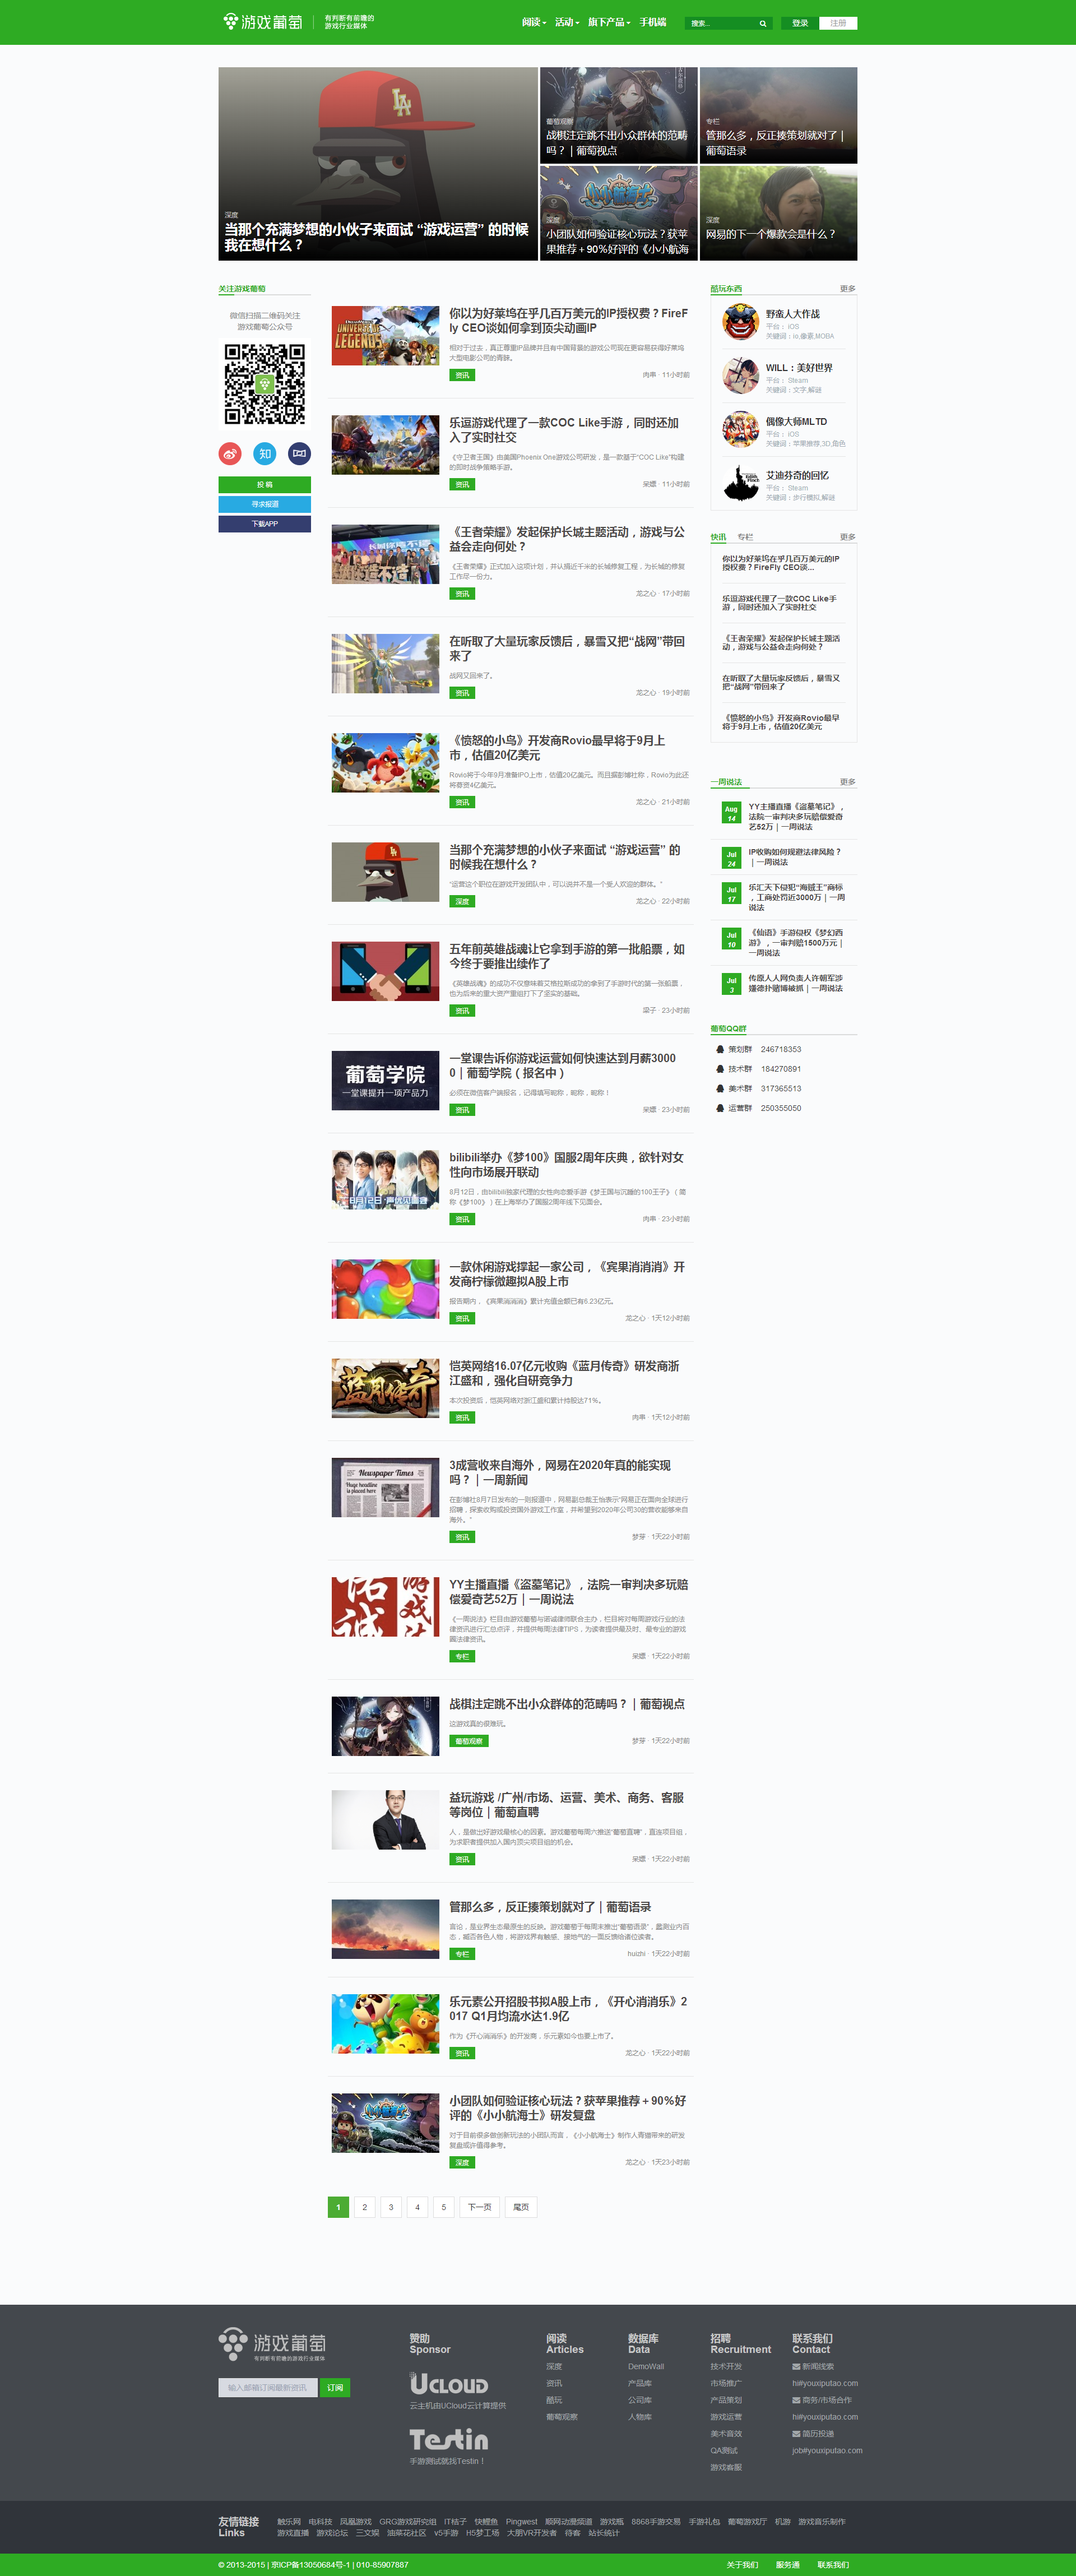 游戏葡萄
有判断有前瞻的
游戏行业媒体
阅读
活动
旗下产品
手机端
搜索...
登录
注册
深度
当那个充满梦想的小伙子来面试 “游戏运营” 的时候
我在想什么？
葡萄观察
战棋注定跳不出小众群体的范畴
吗？ | 葡萄视点
专栏
管那么多，反正揍策划就对了 |
葡萄语录
深度
小团队如何验证核心玩法？获苹
果推荐＋90%好评的《小小航海
深度
网易的下一个爆款会是什么？
关注游戏葡萄
微信扫描二维码关注
游戏葡萄公众号
知
投 稿
寻求报道
下载APP
你以为好莱坞在乎几百万美元的IP授权费？FireF
ly CEO谈如何拿到顶尖动画IP
相对于过去，真正尊重IP品牌并且有中国背景的游戏公司现在更容易获得好莱坞
大型电影公司的青睐。
资讯
肉串 · 11小时前
乐逗游戏代理了一款COC Like手游，同时还加
入了实时社交
《守卫者王国》由美国Phoenix One游戏公司研发，是一款基于“COC Like”构建
的即时战争策略手游。
资讯
呆嫖 · 11小时前
《王者荣耀》发起保护长城主题活动，游戏与公
益会走向何处？
《王者荣耀》正式加入这项计划，并认捐近千米的长城修复工程，为长城的修复
工作尽一份力。
资讯
龙之心 · 17小时前
在听取了大量玩家反馈后，暴雪又把“战网”带回
来了
战网又回来了。
资讯
龙之心 · 19小时前
《愤怒的小鸟》开发商Rovio最早将于9月上
市，估值20亿美元
Rovio将于今年9月准备IPO上市，估值20亿美元。而且据彭博社称，Rovio为此还
将募资4亿美元。
资讯
龙之心 · 21小时前
当那个充满梦想的小伙子来面试 “游戏运营” 的
时候我在想什么？
“运营这个职位在游戏开发团队中，可以说并不是一个受人欢迎的群体。”
深度
龙之心 · 22小时前
五年前英雄战魂让它拿到手游的第一批船票，如
今终于要推出续作了
《英雄战魂》的成功不仅意味着艾格拉斯成功的拿到了手游时代的第一张船票，
也为后来的重大资产重组打下了坚实的基础。
资讯
梁子 · 23小时前
葡萄学院
一堂课提升一项产品力
一堂课告诉你游戏运营如何快速达到月薪3000
0 | 葡萄学院（报名中）
必须在微信客户端报名，记得填写昵称，昵称，昵称！
资讯
呆嫖 · 23小时前
8月12日
bilibili举办《梦100》国服2周年庆典，欲针对女
性向市场展开联动
8月12日，由bilibili独家代理的女性向恋爱手游《梦王国与沉睡的100王子》（简
称《梦100》）在上海举办了国服2周年线下见面会。
资讯
肉串 · 23小时前
一款休闲游戏撑起一家公司，《宾果消消消》开
发商柠檬微趣拟A股上市
报告期内，《宾果消消消》累计充值金额已有6.23亿元。
资讯
龙之心 · 1天12小时前
蓝月传奇
恺英网络16.07亿元收购《蓝月传奇》研发商浙
江盛和，强化自研竞争力
本次投资后，恺英网络对浙江盛和累计持股达71%。
资讯
肉串 · 1天12小时前
Newspaper Times
Huge headline
is placed here
3成营收来自海外，网易在2020年真的能实现
吗？ | 一周新闻
在彭博社8月7日发布的一则报道中，网易副总裁王怡表示“网易正在面向全球进行
招聘，探索收购或投资国外游戏工作室，并希望到2020年公司30的营收能够来自
海外。”
资讯
梦芽 · 1天22小时前
YY主播直播《盗墓笔记》，法院一审判决多玩赔
偿爱奇艺52万 | 一周说法
《一周说法》栏目由游戏葡萄与诺诚律师联合主办，栏目将对每周游戏行业的法
律资讯进行汇总点评，并提供每周法律TIPS，为读者提供最及时、最专业的游戏
圈法律资讯。
专栏
呆嫖 · 1天22小时前
战棋注定跳不出小众群体的范畴吗？ | 葡萄视点
这游戏真的很难玩。
葡萄观察
梦芽 · 1天22小时前
益玩游戏 /广州/市场、运营、美术、商务、客服
等岗位 | 葡萄直聘
人，是做出好游戏最核心的因素。游戏葡萄每周六推送“葡萄直聘”，直连项目组，
为求职者提供加入国内顶尖项目组的机会。
资讯
呆嫖 · 1天22小时前
管那么多，反正揍策划就对了 | 葡萄语录
言论，是业界生态最原生的反映。游戏葡萄于每周末推出“葡萄语录”，蠡测业内百
态，臧否各色人物，将游戏界有触感、接地气的一面反馈给诸位读者。
专栏
huizhi · 1天22小时前
乐元素公开招股书拟A股上市，《开心消消乐》2
017 Q1月均流水达1.9亿
作为《开心消消乐》的开发商，乐元素如今也要上市了。
资讯
龙之心 · 1天22小时前
小团队如何验证核心玩法？获苹果推荐＋90%好
评的《小小航海士》研发复盘
对于目前很多做创新玩法的小团队而言，《小小航海士》制作人青猫带来的研发
复盘或许值得参考。
深度
龙之心 · 1天23小时前
1
2
3
4
5
下一页
尾页
酷玩东西
更多
野蛮人大作战
平台： iOS
关键词：io,像素,MOBA
WILL：美好世界
平台： Steam
关键词：文字,解谜
偶像大师MLTD
平台： iOS
关键词：苹果推荐,3D,角色
艾迪芬奇的回忆
平台： Steam
关键词：步行模拟,解谜
快讯
专栏
更多
你以为好莱坞在乎几百万美元的IP
授权费？FireFly CEO谈...
乐逗游戏代理了一款COC Like手
游，同时还加入了实时社交
《王者荣耀》发起保护长城主题活
动，游戏与公益会走向何处？
在听取了大量玩家反馈后，暴雪又
把“战网”带回来了
《愤怒的小鸟》开发商Rovio最早
将于9月上市，估值20亿美元
一周说法
更多
Aug
14
YY主播直播《盗墓笔记》，
法院一审判决多玩赔偿爱奇
艺52万 | 一周说法
Jul
24
IP收购如何规避法律风险？
| 一周说法
Jul
17
乐汇天下侵犯“海贼王”商标
，工商处罚近3000万 | 一周
说法
Jul
10
《仙语》手游侵权《梦幻西
游》，一审判赔1500万元 |
一周说法
Jul
3
传原人人网负责人许朝军涉
嫌德扑赌博被抓 | 一周说法
葡萄QQ群
策划群 246718353
技术群 184270891
美术群 317365513
运营群 250355050
游戏葡萄
有判断有前瞻的游戏行业媒体
输入邮箱订阅最新资讯
订阅
赞助
Sponsor
UCLOUD
云主机由UCloud云计算提供
Testin
手游测试就找Testin！
阅读
Articles
深度
资讯
酷玩
葡萄观察
数据库
Data
DemoWall
产品库
公司库
人物库
招聘
Recruitment
技术开发
市场推广
产品策划
游戏运营
美术音效
QA测试
游戏客服
联系我们
Contact
新闻线索
hi#youxiputao.com
商务/市场合作
hi#youxiputao.com
简历投递
job#youxiputao.com
友情链接
Links
触乐网 电科技 凤凰游戏 GRG游戏研究组 IT桔子 快鲤鱼 Pingwest 顺网动漫频道 游戏瓶 8868手游交易 手游礼包 葡萄游戏厅 机游 游戏音乐制作
游戏直播 游戏论坛 三文娱 油菜花社区 v5手游 H5梦工场 大朋VR开发者 待客 站长统计
© 2013-2015 | 京ICP备13050684号-1 | 010-85907887
关于我们
服务通
联系我们